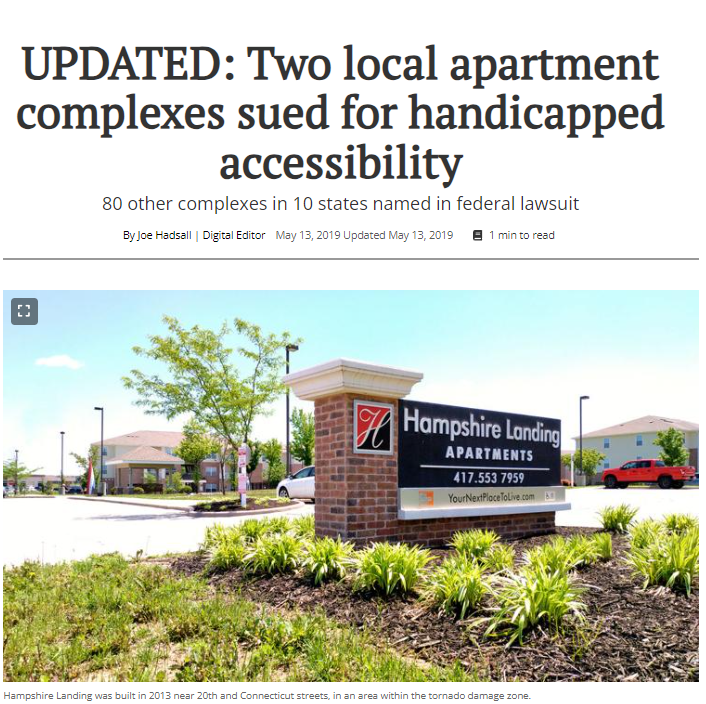 UPDATED: Two local apartment
complexes sued for handicapped
accessibility
80 other complexes in 10 states named in federal lawsuit
By Joe Hadsall | Digital Editor May 13, 2019 Updated May 13, 2019 1 min to read
H
Hampshire Landing
APARTMENTS
417.553 7959
YourNextPlaceToLive.com
Hampshire Landing was built in 2013 near 20th and Connecticut streets, in an area within the tornado damage zone.